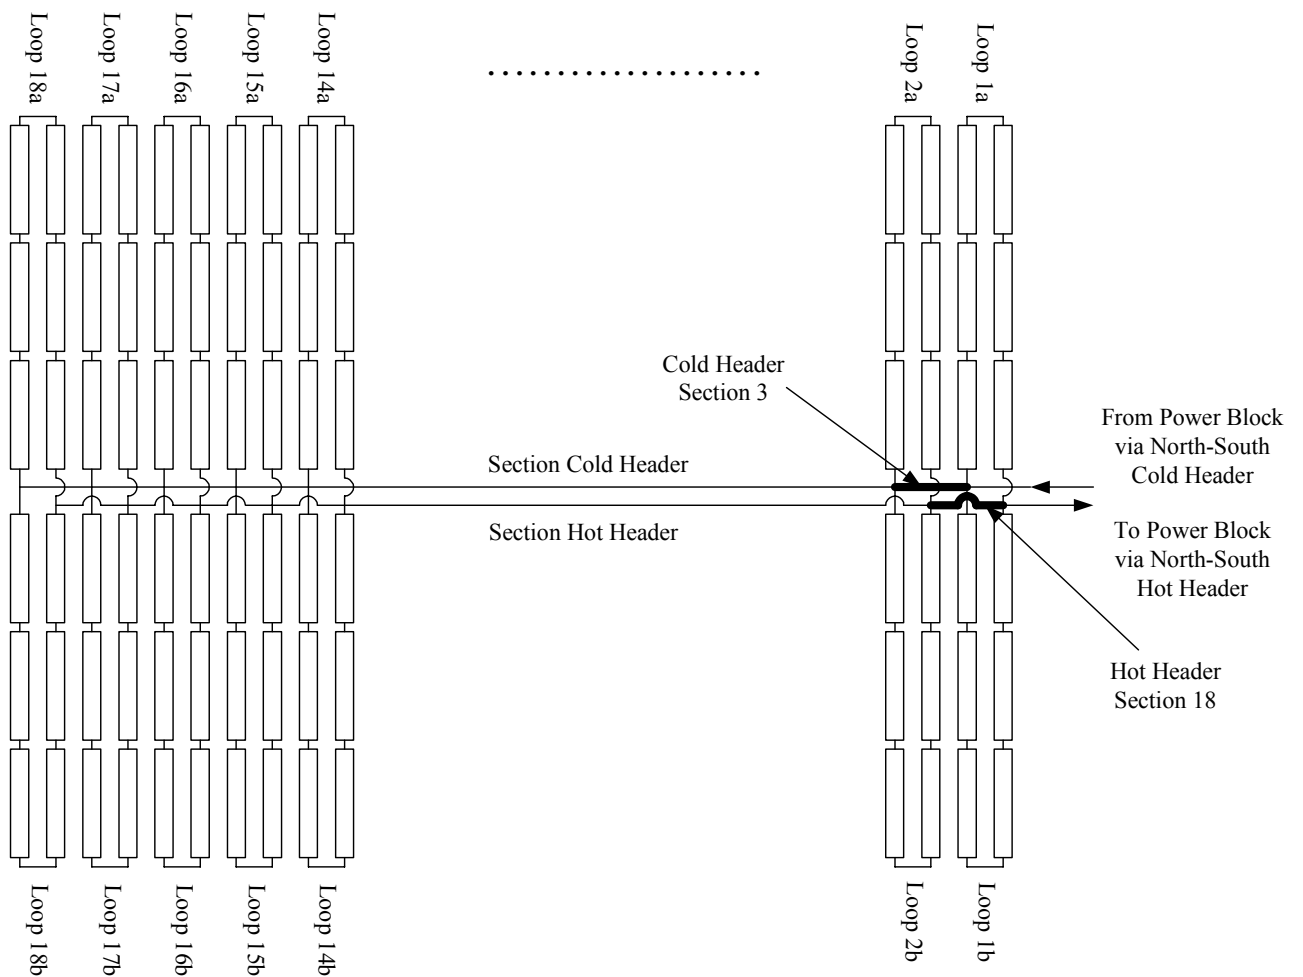 Loop 18a
Loop 17a
Loop 16a
Loop 15a
Loop 14a
Loop 2a
Loop 1a
Cold Header
Section 3
From Power Block
via North-South
Cold Header
Section Cold Header
Section Hot Header
To Power Block
via North-South
Hot Header
Hot Header
Section 18
Loop 18b
Loop 17b
Loop 16b
Loop 15b
Loop 14b
Loop 2b
Loop 1b